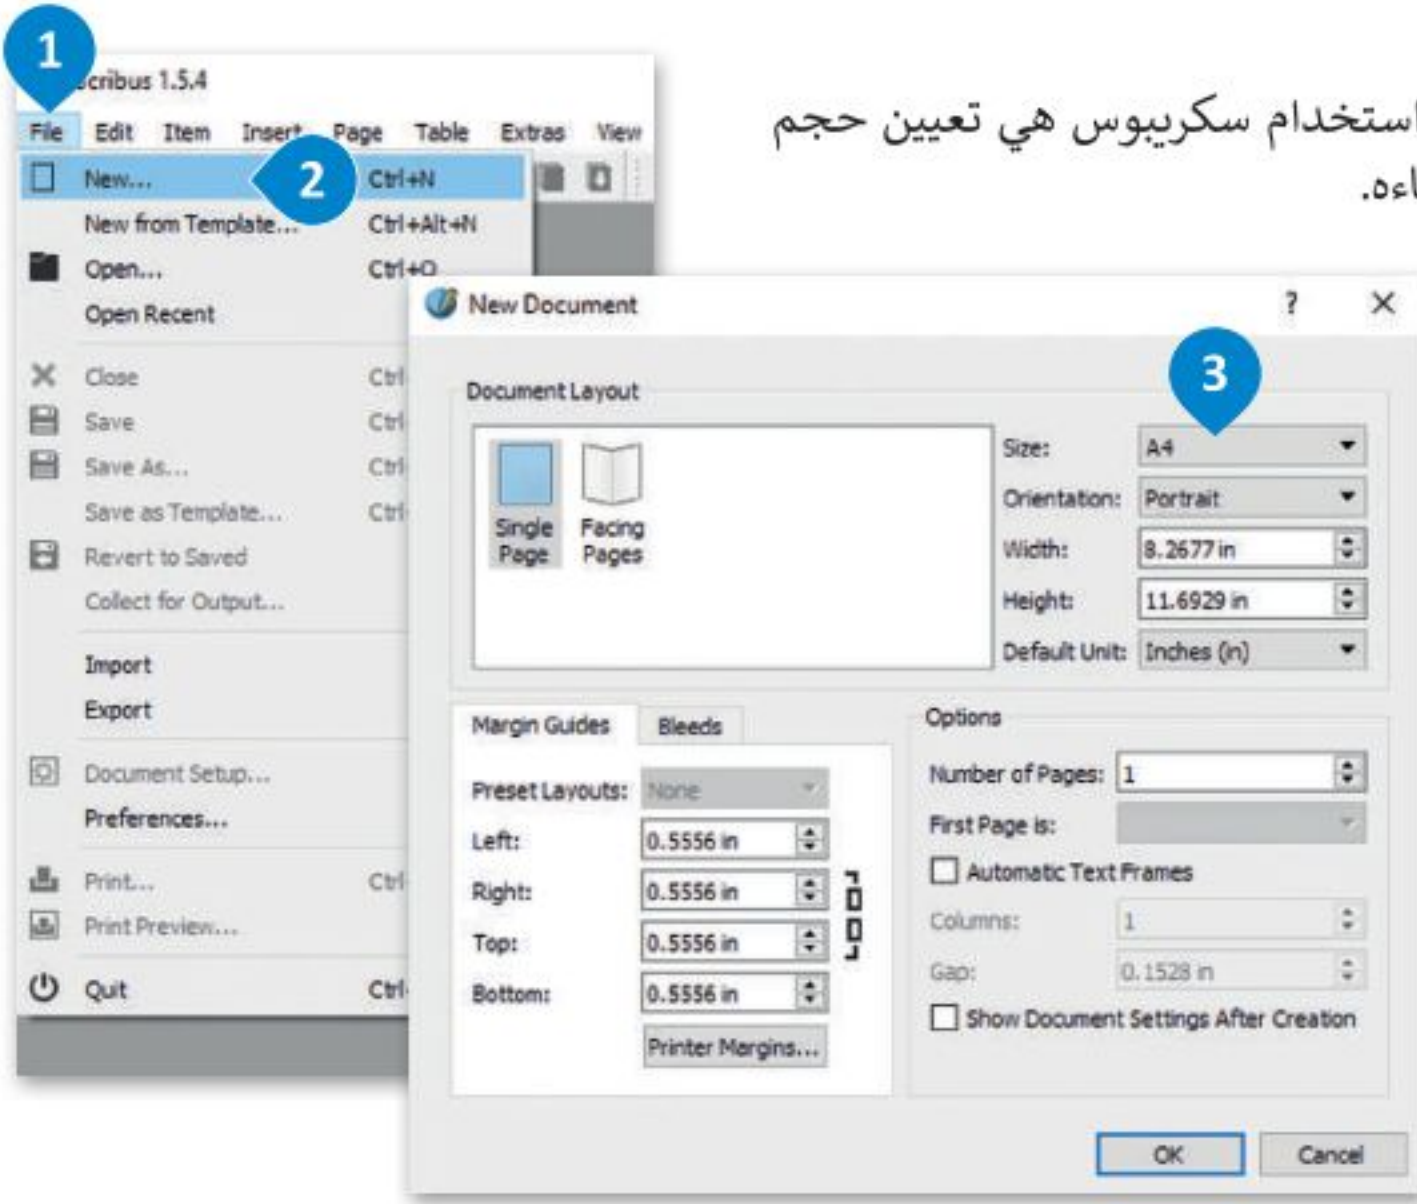 1
cribus 1.5.4
File Edit Item Insert Page Table Extras View
New... 2 Ctrl+N
New from Template... Ctrl+Alt+N
Open... Ctrl+O
Open Recent
Close Ctrl
Save Ctrl
Save As... Ctrl
Save as Template... Ctrl
Revert to Saved
Collect for Output...
Import
Export
Document Setup...
Preferences...
Print... Ctrl
Print Preview...
Quit Ctrl
استخدام سكريبوس هي تعيين حجم
اءه.
New Document ?
3
Document Layout
Single Page
Facing Pages
Size: A4
Orientation: Portrait
Width: 8.2677 in
Height: 11.6929 in
Default Unit: Inches (in)
Margin Guides Bleeds
Preset Layouts: None
Left: 0.5556 in
Right: 0.5556 in
Top: 0.5556 in
Bottom: 0.5556 in
Printer Margins...
Options
Number of Pages: 1
First Page is:
Automatic Text Frames
Columns: 1
Gap: 0.1528 in
Show Document Settings After Creation
OK Cancel